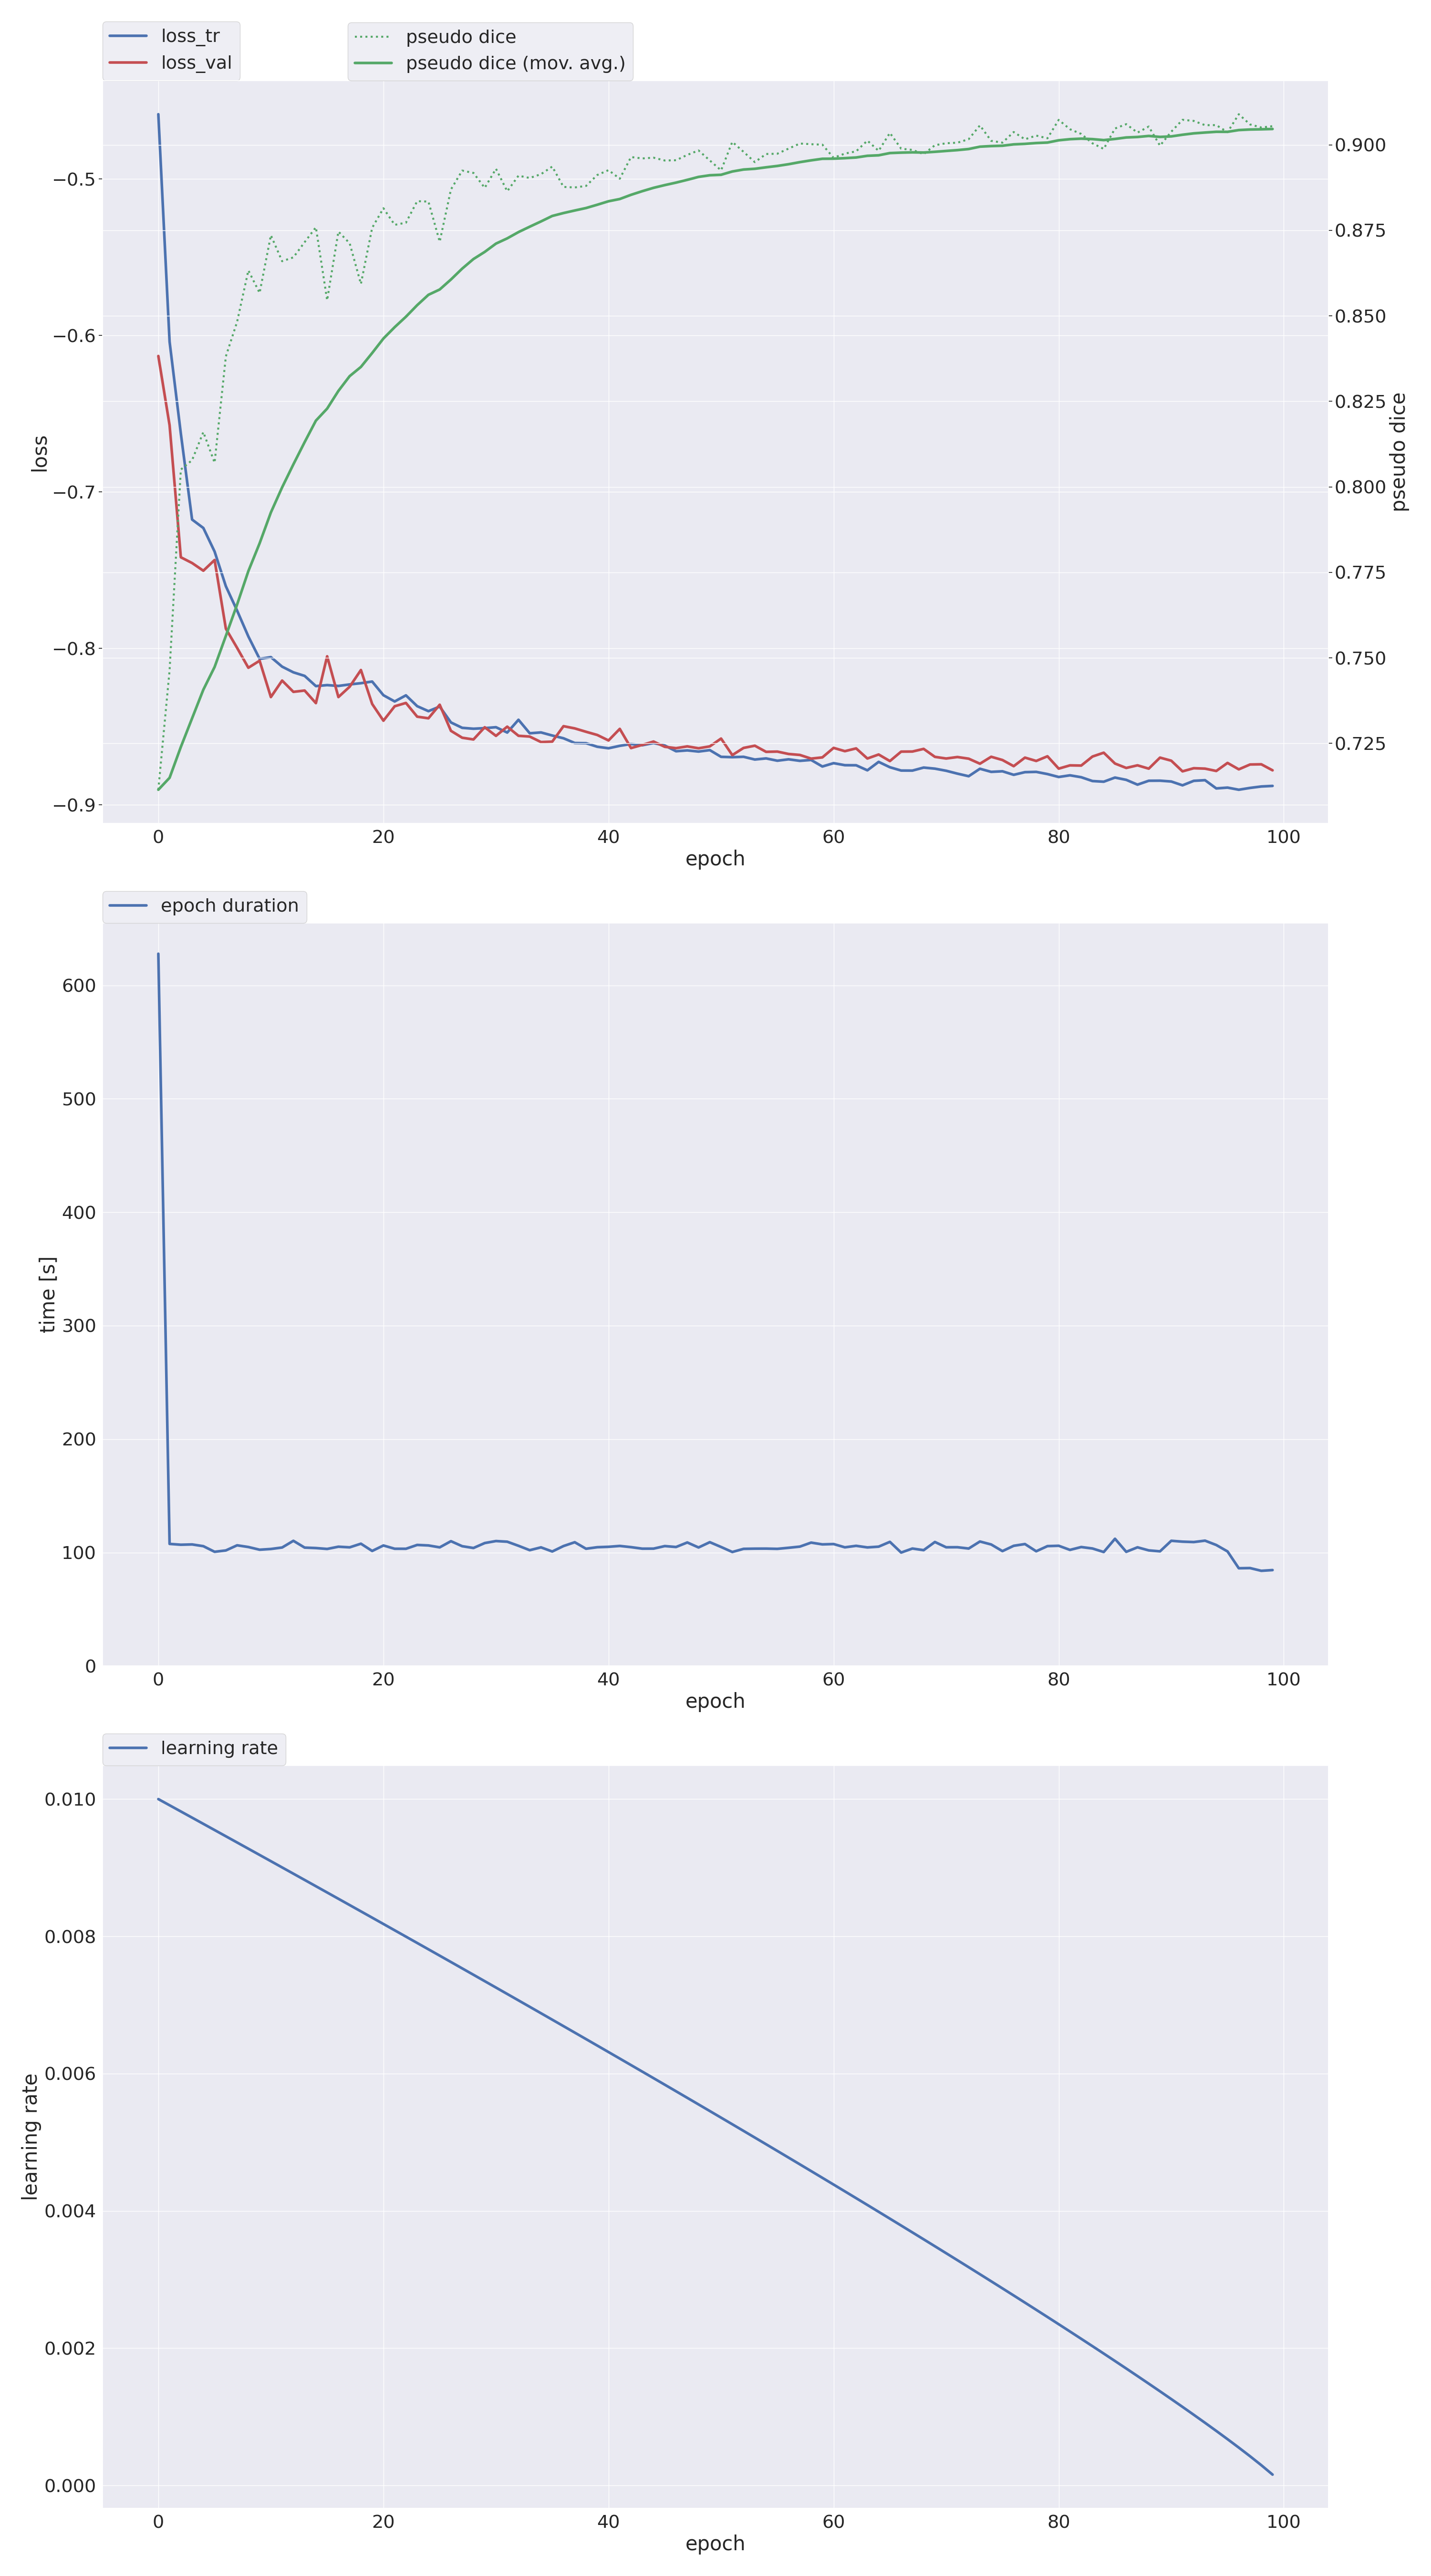 loss_tr
loss_val
pseudo dice
pseudo dice (mov. avg.)
−0.5
−0.6
−0.7
−0.8
−0.9
loss
0.900
0.875
0.850
0.825
0.800
0.775
0.750
0.725
pseudo dice
0 20 40 60 80 100
epoch
epoch duration
600
500
400
300
200
100
0
time [s]
0 20 40 60 80 100
epoch
learning rate
0.010
0.008
0.006
0.004
0.002
0.000
learning rate
0 20 40 60 80 100
epoch